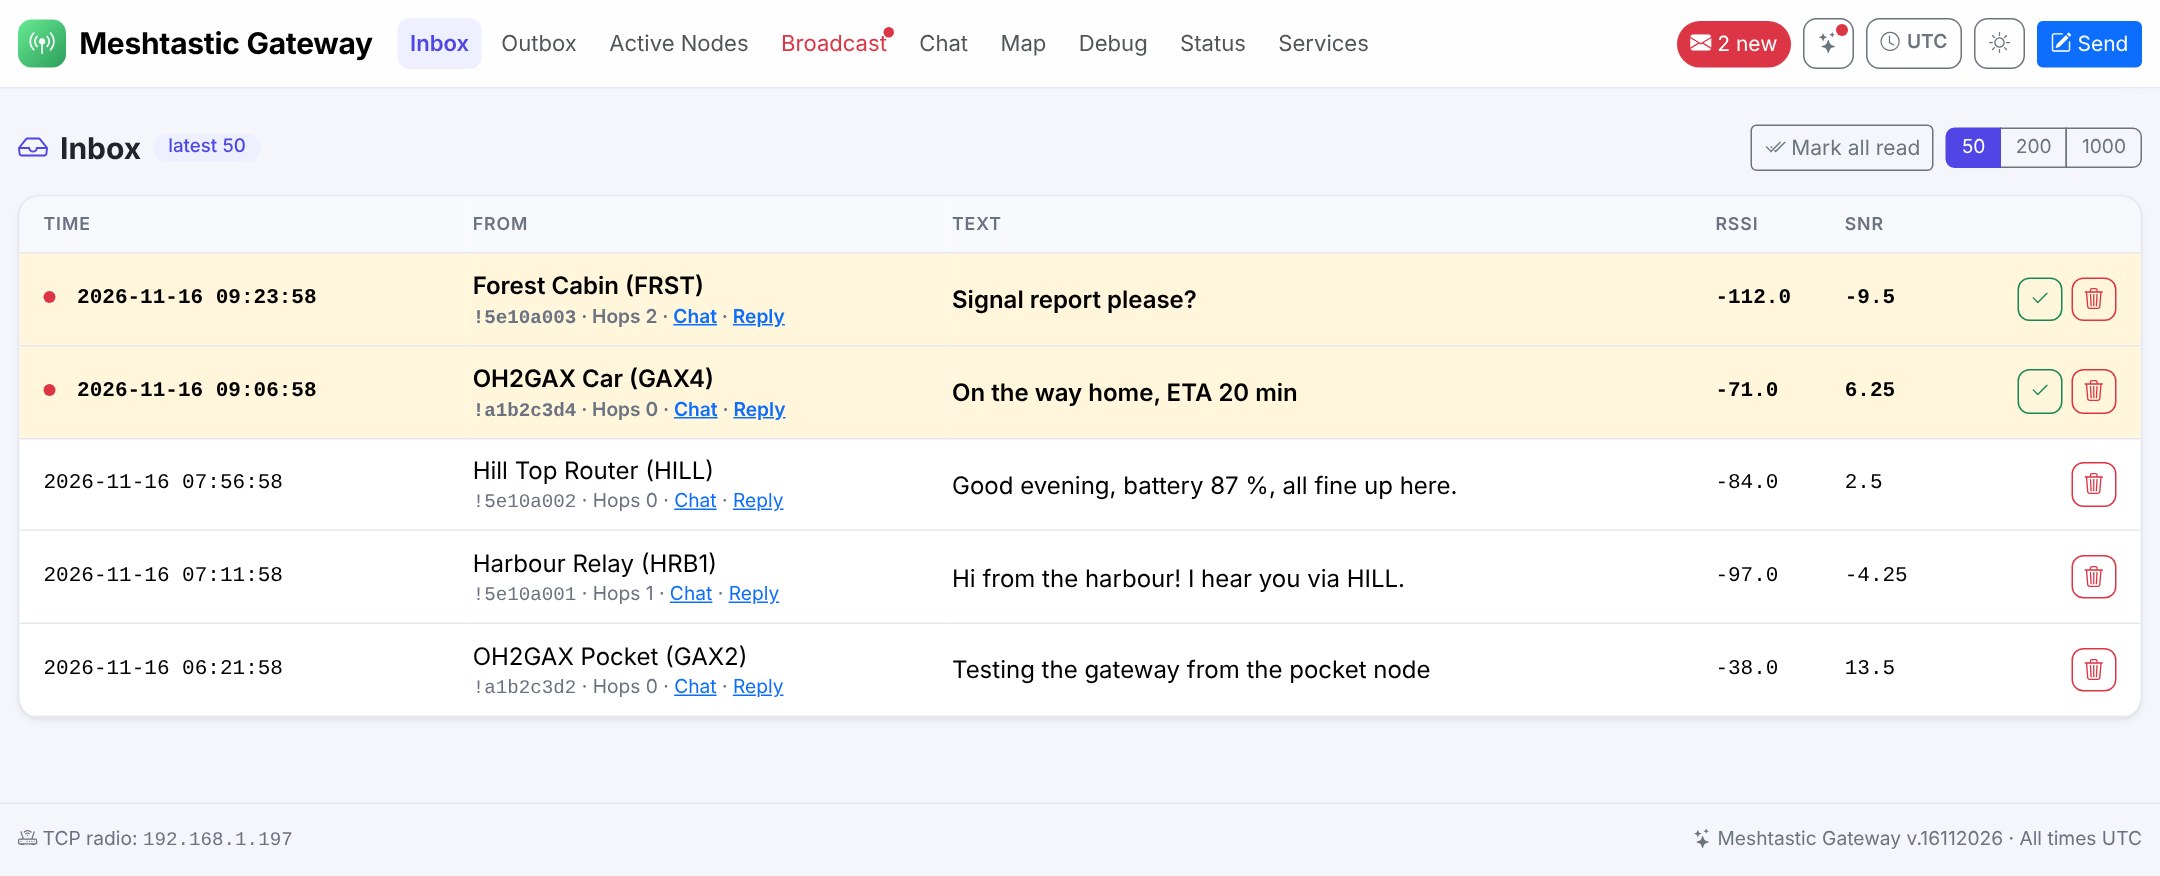 Meshtastic Gateway Inbox Outbox Active Nodes Broadcast Chat Map Debug Status Services 2 new UTC Send
Inbox latest 50 Mark all read 50 200 1000
TIME FROM TEXT RSSI SNR
2026-11-16 09:23:58 Forest Cabin (FRST) Signal report please? -112.0 -9.5
!5e10a003 · Hops 2 · Chat · Reply
2026-11-16 09:06:58 OH2GAX Car (GAX4) On the way home, ETA 20 min -71.0 6.25
!a1b2c3d4 · Hops 0 · Chat · Reply
2026-11-16 07:56:58 Hill Top Router (HILL) Good evening, battery 87 %, all fine up here. -84.0 2.5
!5e10a002 · Hops 0 · Chat · Reply
2026-11-16 07:11:58 Harbour Relay (HRB1) Hi from the harbour! I hear you via HILL. -97.0 -4.25
!5e10a001 · Hops 1 · Chat · Reply
2026-11-16 06:21:58 OH2GAX Pocket (GAX2) Testing the gateway from the pocket node -38.0 13.5
!a1b2c3d2 · Hops 0 · Chat · Reply
TCP radio: 192.168.1.197 Meshtastic Gateway v.16112026 · All times UTC